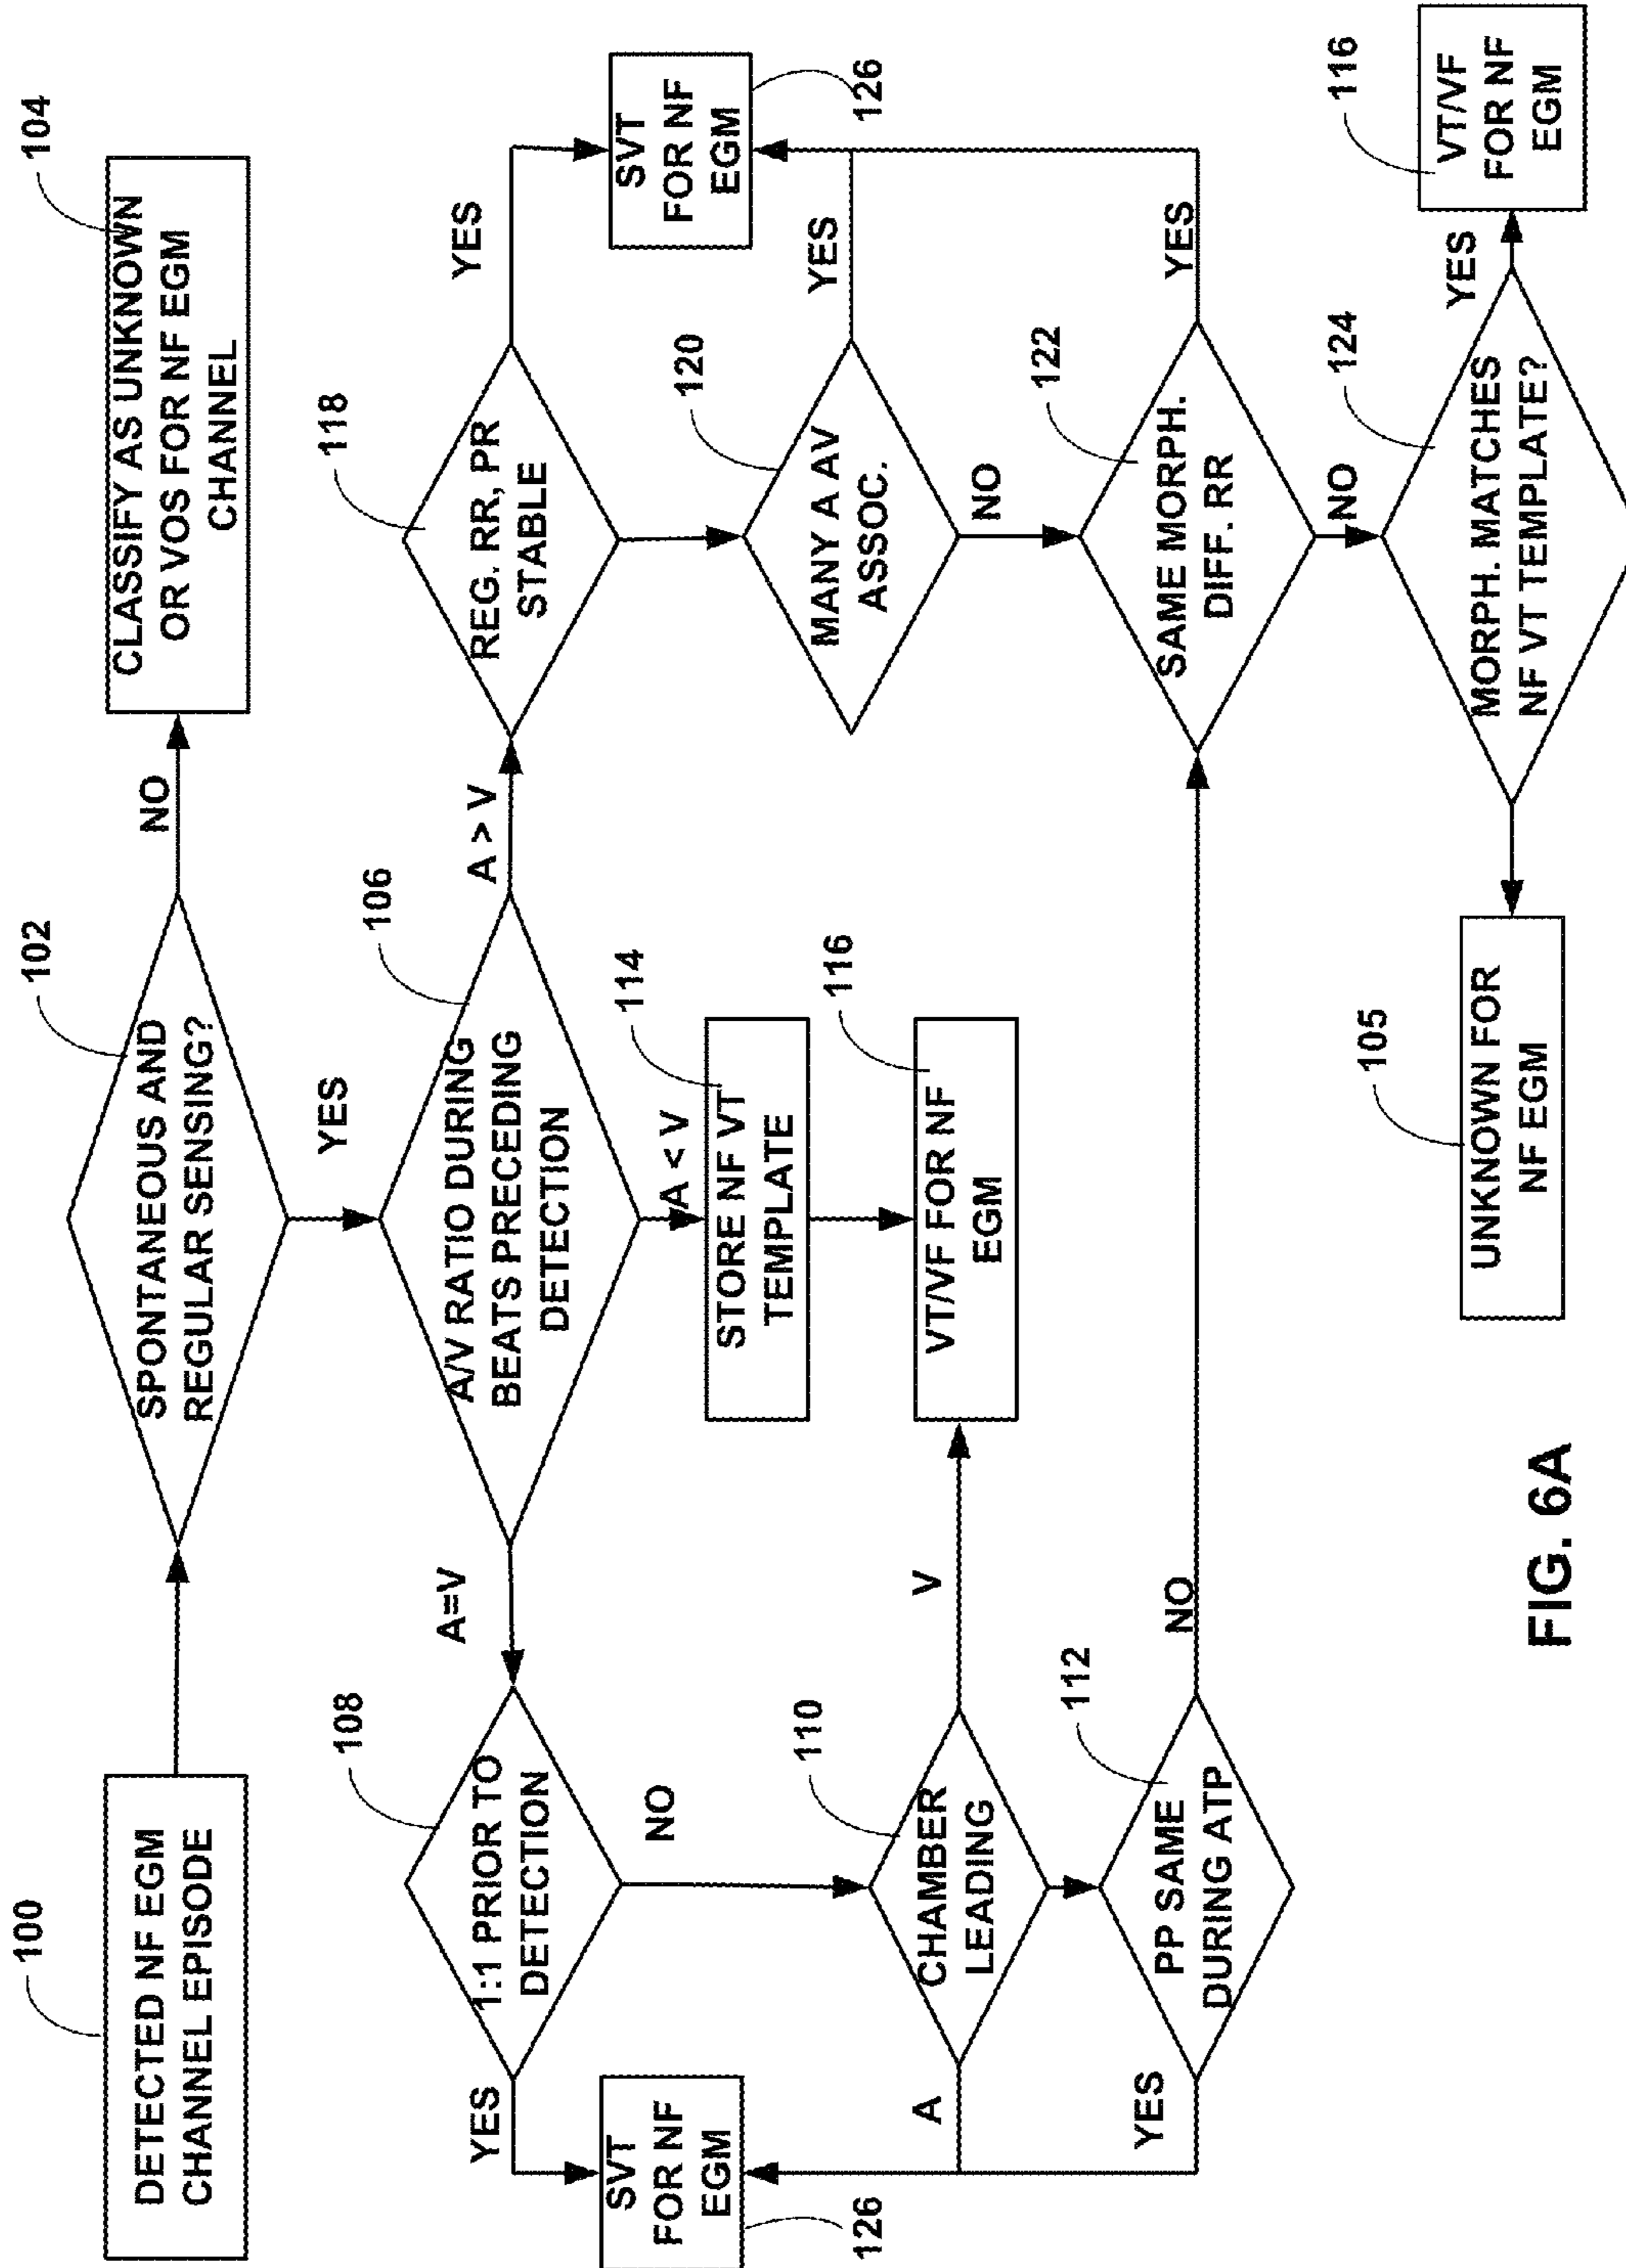 100
DETECTED NF EGM
CHANNEL EPISODE
102
SPONTANEOUS AND
REGULAR SENSING?
NO
104
CLASSIFY AS UNKNOWN
OR VOS FOR NF EGM
CHANNEL
YES
106
A/V RATIO DURING
BEATS PRECEDING
DETECTION
A=V
A > V
A < V
108
1:1 PRIOR TO
DETECTION
YES
NO
SVT
FOR NF
EGM
126
110
CHAMBER
LEADING
A
V
112
PP SAME
DURING ATP
YES
NO
114
STORE NF VT
TEMPLATE
116
VT/VF FOR NF
EGM
118
REG. RR, PR
STABLE
YES
SVT
FOR NF
EGM
126
120
MANY A AV
ASSOC.
YES
NO
122
SAME MORPH.
DIFF. RR
YES
NO
124
MORPH. MATCHES
NF VT TEMPLATE?
YES
116
VT/VF
FOR NF
EGM
105
UNKNOWN FOR
NF EGM
FIG. 6A